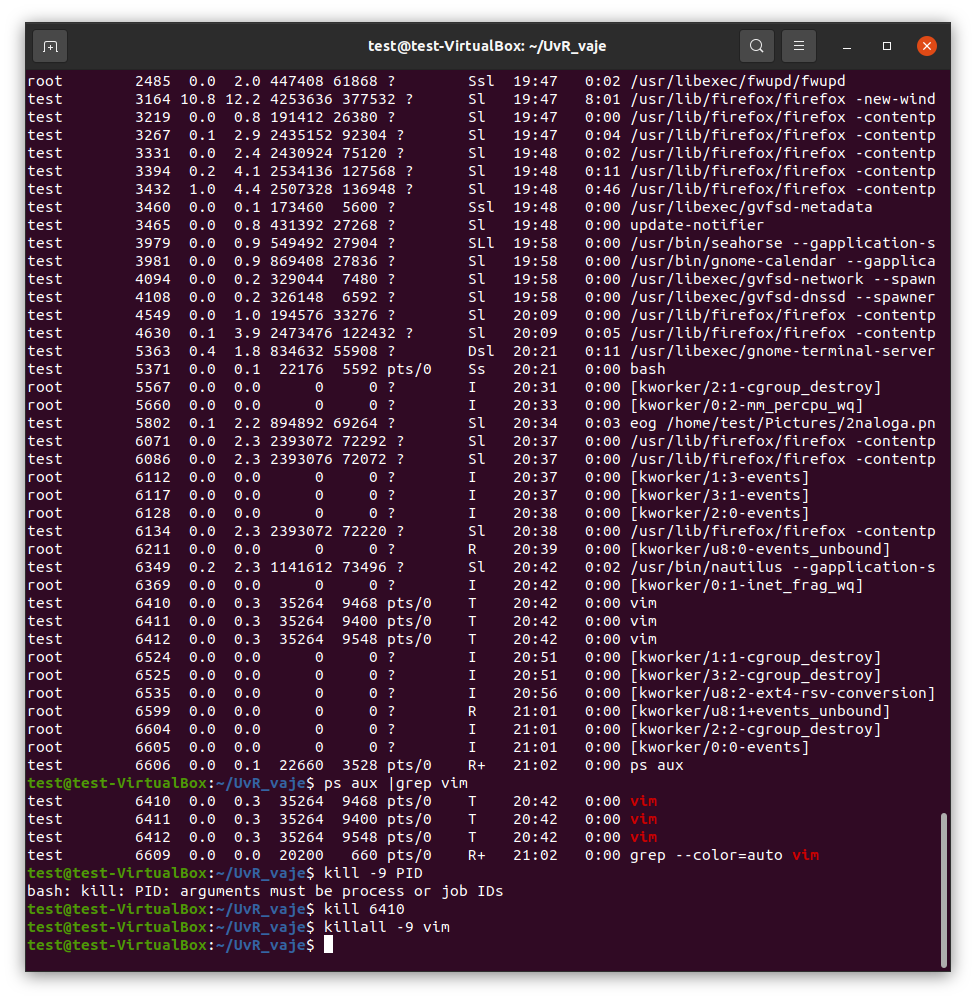 test@test-VirtualBox: ~/UvR_vaje
root        2485  0.0  2.0 447408 61868 ?        Ssl  19:47   0:02 /usr/libexec/fwupd/fwupd
test        3164 10.8 12.2 4253636 377532 ?      Sl   19:47   8:01 /usr/lib/firefox/firefox -new-wind
test        3219  0.0  0.8 191412 26380 ?        Sl   19:47   0:00 /usr/lib/firefox/firefox -contentp
test        3267  0.1  2.9 2435152 92304 ?       Sl   19:47   0:04 /usr/lib/firefox/firefox -contentp
test        3331  0.0  2.4 2430924 75120 ?       Sl   19:48   0:02 /usr/lib/firefox/firefox -contentp
test        3394  0.2  4.1 2534136 127568 ?      Sl   19:48   0:11 /usr/lib/firefox/firefox -contentp
test        3432  1.0  4.4 2507328 136948 ?      Sl   19:48   0:46 /usr/lib/firefox/firefox -contentp
test        3460  0.0  0.1 173460  5600 ?        Ssl  19:48   0:00 /usr/libexec/gvfsd-metadata
test        3465  0.0  0.8 431392 27268 ?        Sl   19:48   0:00 update-notifier
test        3979  0.0  0.9 549492 27904 ?        SLl  19:58   0:00 /usr/bin/seahorse --gapplication-s
test        3981  0.0  0.9 869408 27836 ?        Sl   19:58   0:00 /usr/bin/gnome-calendar --gapplica
test        4094  0.0  0.2 329044  7480 ?        Sl   19:58   0:00 /usr/libexec/gvfsd-network --spawn
test        4108  0.0  0.2 326148  6592 ?        Sl   19:58   0:00 /usr/libexec/gvfsd-dnssd --spawner
test        4549  0.0  1.0 194576 33276 ?        Sl   20:09   0:00 /usr/lib/firefox/firefox -contentp
test        4630  0.1  3.9 2473476 122432 ?      Sl   20:09   0:05 /usr/lib/firefox/firefox -contentp
test        5363  0.4  1.8 834632 55908 ?        Dsl  20:21   0:11 /usr/libexec/gnome-terminal-server
test        5371  0.0  0.1  22176  5592 pts/0    Ss   20:21   0:00 bash
root        5567  0.0  0.0      0     0 ?        I    20:31   0:00 [kworker/2:1-cgroup_destroy]
root        5660  0.0  0.0      0     0 ?        I    20:33   0:00 [kworker/0:2-mm_percpu_wq]
test        5802  0.1  2.2 894892 69264 ?        Sl   20:34   0:03 eog /home/test/Pictures/2naloga.pn
test        6071  0.0  2.3 2393072 72292 ?       Sl   20:37   0:00 /usr/lib/firefox/firefox -contentp
test        6086  0.0  2.3 2393076 72072 ?       Sl   20:37   0:00 /usr/lib/firefox/firefox -contentp
root        6112  0.0  0.0      0     0 ?        I    20:37   0:00 [kworker/1:3-events]
root        6117  0.0  0.0      0     0 ?        I    20:37   0:00 [kworker/3:1-events]
root        6128  0.0  0.0      0     0 ?        I    20:38   0:00 [kworker/2:0-events]
test        6134  0.0  2.3 2393072 72220 ?       Sl   20:38   0:00 /usr/lib/firefox/firefox -contentp
root        6211  0.0  0.0      0     0 ?        R    20:39   0:00 [kworker/u8:0-events_unbound]
test        6349  0.2  2.3 1141612 73496 ?       Sl   20:42   0:02 /usr/bin/nautilus --gapplication-s
root        6369  0.0  0.0      0     0 ?        I    20:42   0:00 [kworker/0:1-inet_frag_wq]
test        6410  0.0  0.3  35264  9468 pts/0    T    20:42   0:00 vim
test        6411  0.0  0.3  35264  9400 pts/0    T    20:42   0:00 vim
test        6412  0.0  0.3  35264  9548 pts/0    T    20:42   0:00 vim
root        6524  0.0  0.0      0     0 ?        I    20:51   0:00 [kworker/1:1-cgroup_destroy]
root        6525  0.0  0.0      0     0 ?        I    20:51   0:00 [kworker/3:2-cgroup_destroy]
root        6535  0.0  0.0      0     0 ?        I    20:56   0:00 [kworker/u8:2-ext4-rsv-conversion]
root        6599  0.0  0.0      0     0 ?        R    21:01   0:00 [kworker/u8:1+events_unbound]
root        6604  0.0  0.0      0     0 ?        I    21:01   0:00 [kworker/2:2-cgroup_destroy]
root        6605  0.0  0.0      0     0 ?        I    21:01   0:00 [kworker/0:0-events]
test        6606  0.0  0.1  22660  3528 pts/0    R+   21:02   0:00 ps aux
test@test-VirtualBox:~/UvR_vaje$ ps aux |grep vim
test        6410  0.0  0.3  35264  9468 pts/0    T    20:42   0:00 vim
test        6411  0.0  0.3  35264  9400 pts/0    T    20:42   0:00 vim
test        6412  0.0  0.3  35264  9548 pts/0    T    20:42   0:00 vim
test        6609  0.0  0.0  20200   660 pts/0    R+   21:02   0:00 grep --color=auto vim
test@test-VirtualBox:~/UvR_vaje$ kill -9 PID
bash: kill: PID: arguments must be process or job IDs
test@test-VirtualBox:~/UvR_vaje$ kill 6410
test@test-VirtualBox:~/UvR_vaje$ killall -9 vim
test@test-VirtualBox:~/UvR_vaje$